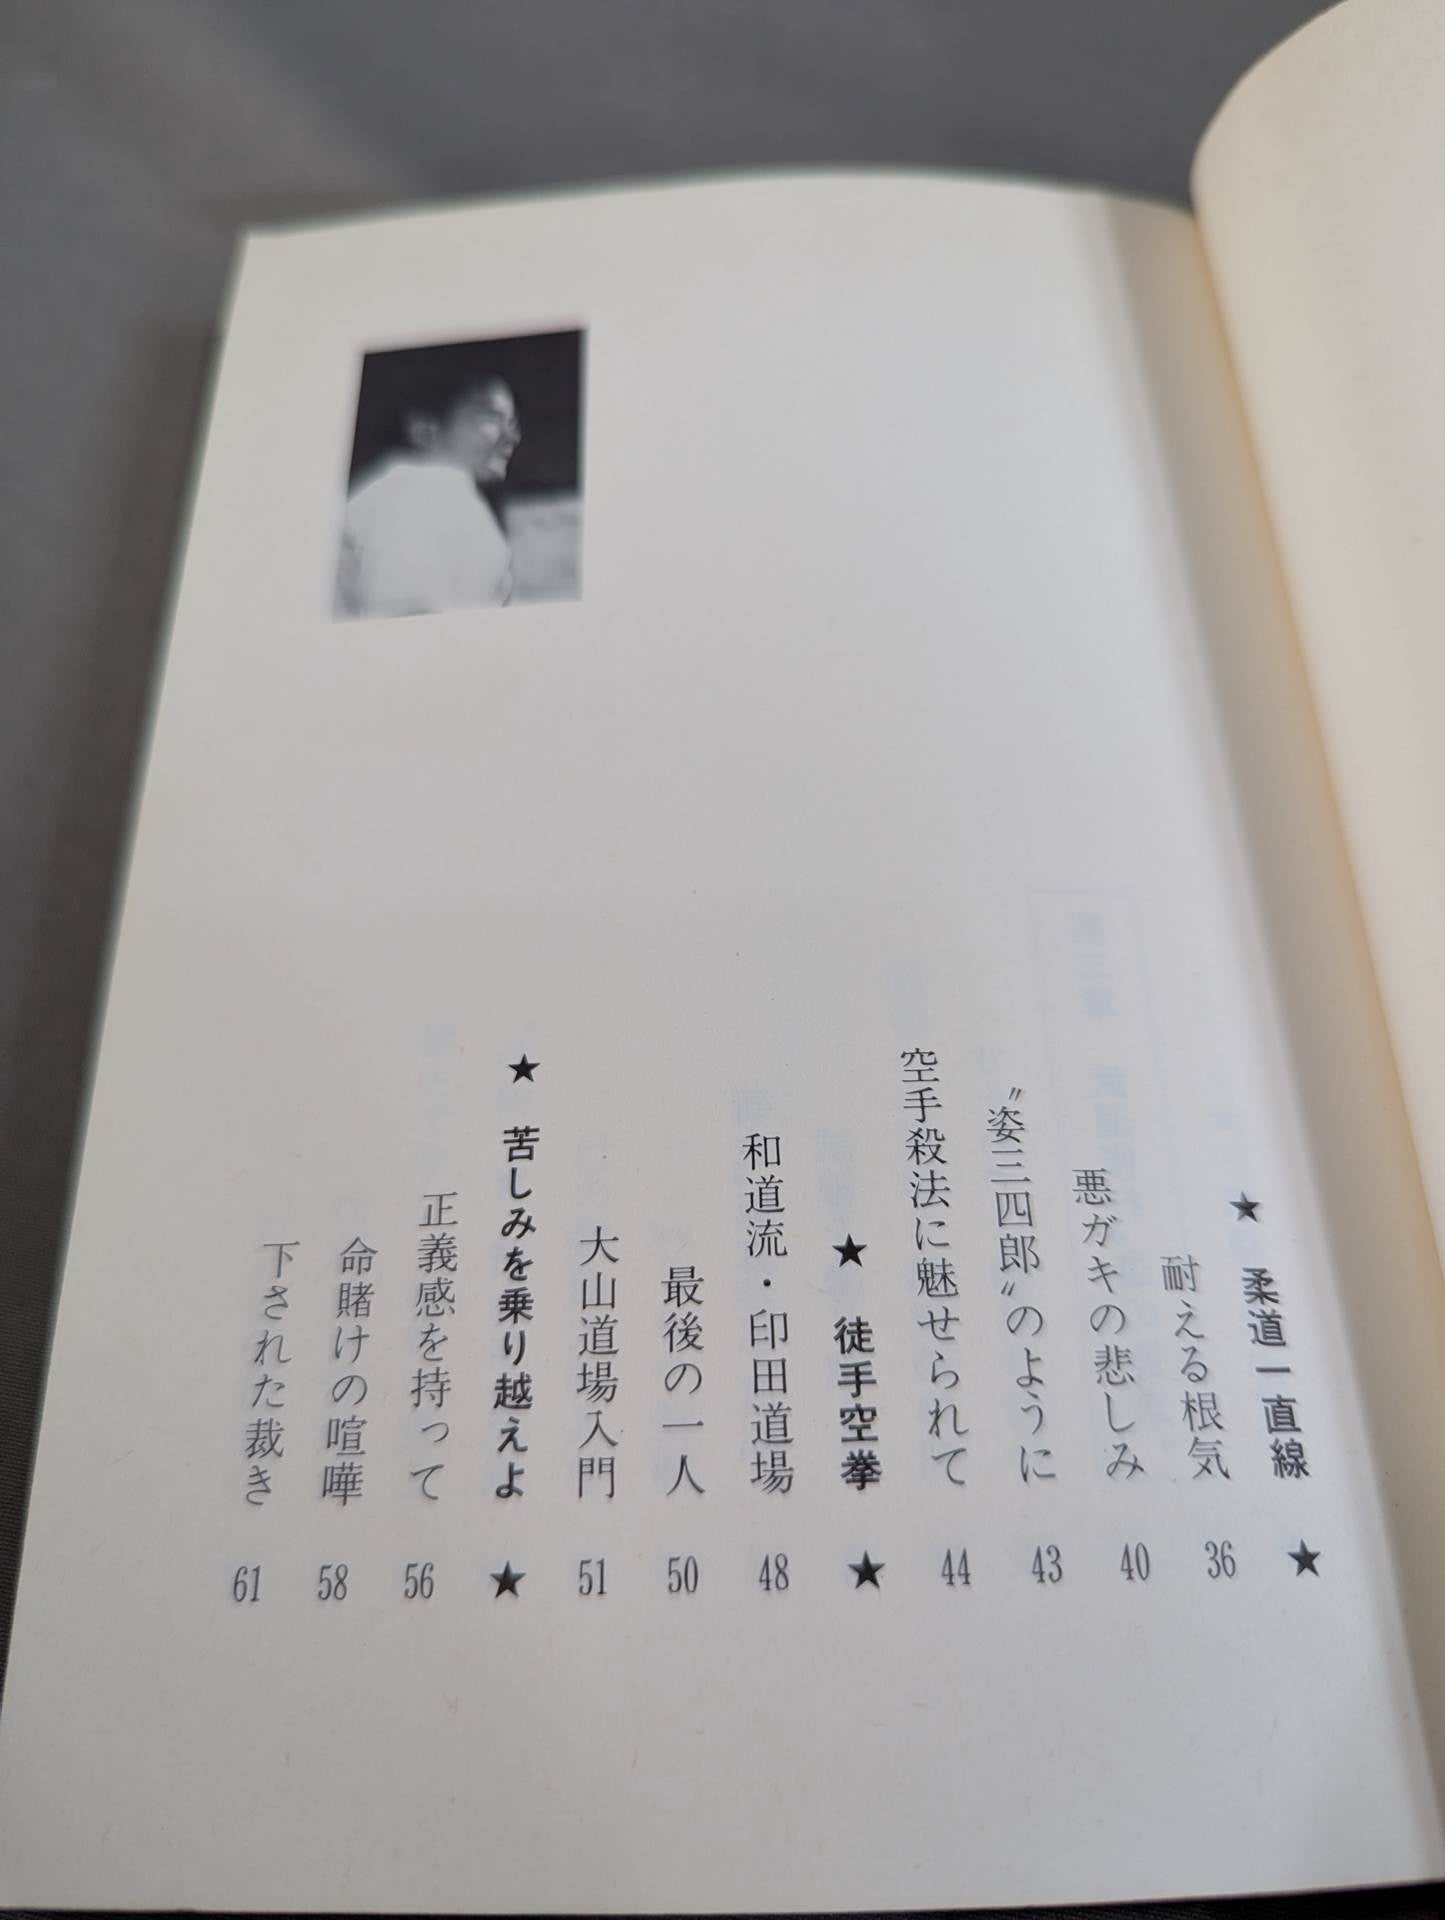 ★ 柔道一直線 ★
耐える根気 36
悪ガキの悲しみ 40
〝姿三四郎〟のように 43
空手殺法に魅せられて 44
★ 徒手空拳 ★
和道流・印田道場 48
最後の一人 50
大山道場入門 51
★ 苦しみを乗り越えよ ★
正義感を持って 56
命賭けの喧嘩 58
下された裁き 61